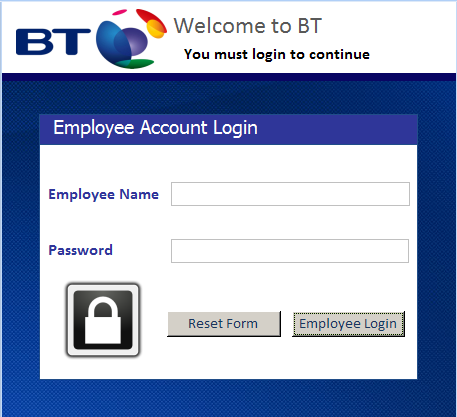 BT
Welcome to BT
You must login to continue
Employee Account Login
Employee Name
Password
Reset Form
Employee Login